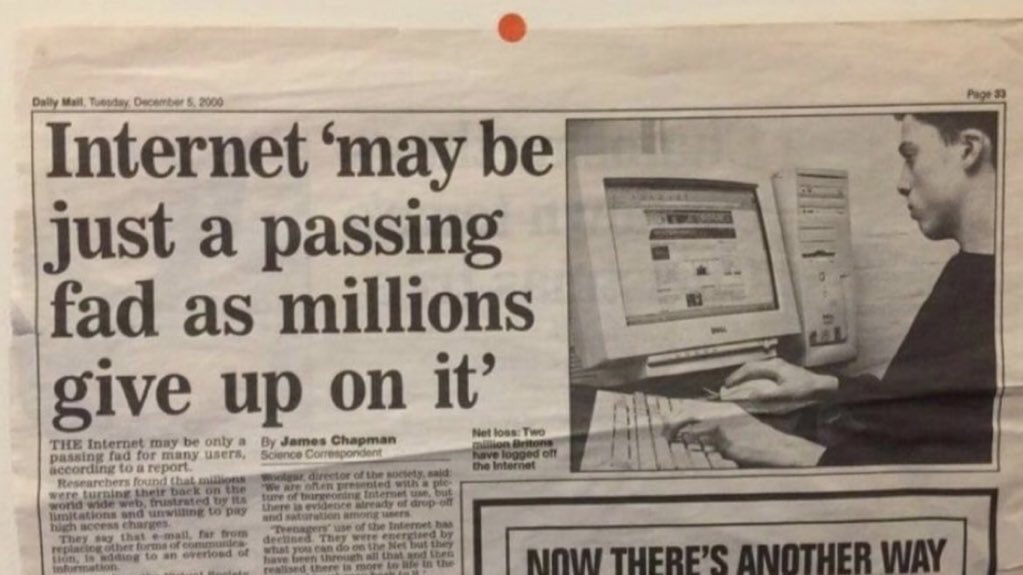 Daily Mail, Tuesday, December 5, 2000
Page 33
Internet ‘may be
just a passing
fad as millions
give up on it’
THE Internet may be only a
passing fad for many users,
according to a report.
Researchers found that millions
were turning their back on the
world wide web, frustrated by its
limitations and unwilling to pay
high access charges.
They say that e-mail, far from
replacing other forms of communica-
tion, is adding to an overload of
information.
By James Chapman
Science Correspondent
Woolgar, director of the society, said:
‘We are often presented with a pic-
ture of burgeoning Internet use, but
there is evidence already of drop-off
and saturation among users.
‘Teenagers’ use of the Internet has
declined. They were energised by
what you can do on the Net but they
have been through all that and then
realised there is more to life in the
Net loss: Two
million Britons
have logged off
the Internet
DELL
NOW THERE'S ANOTHER WAY